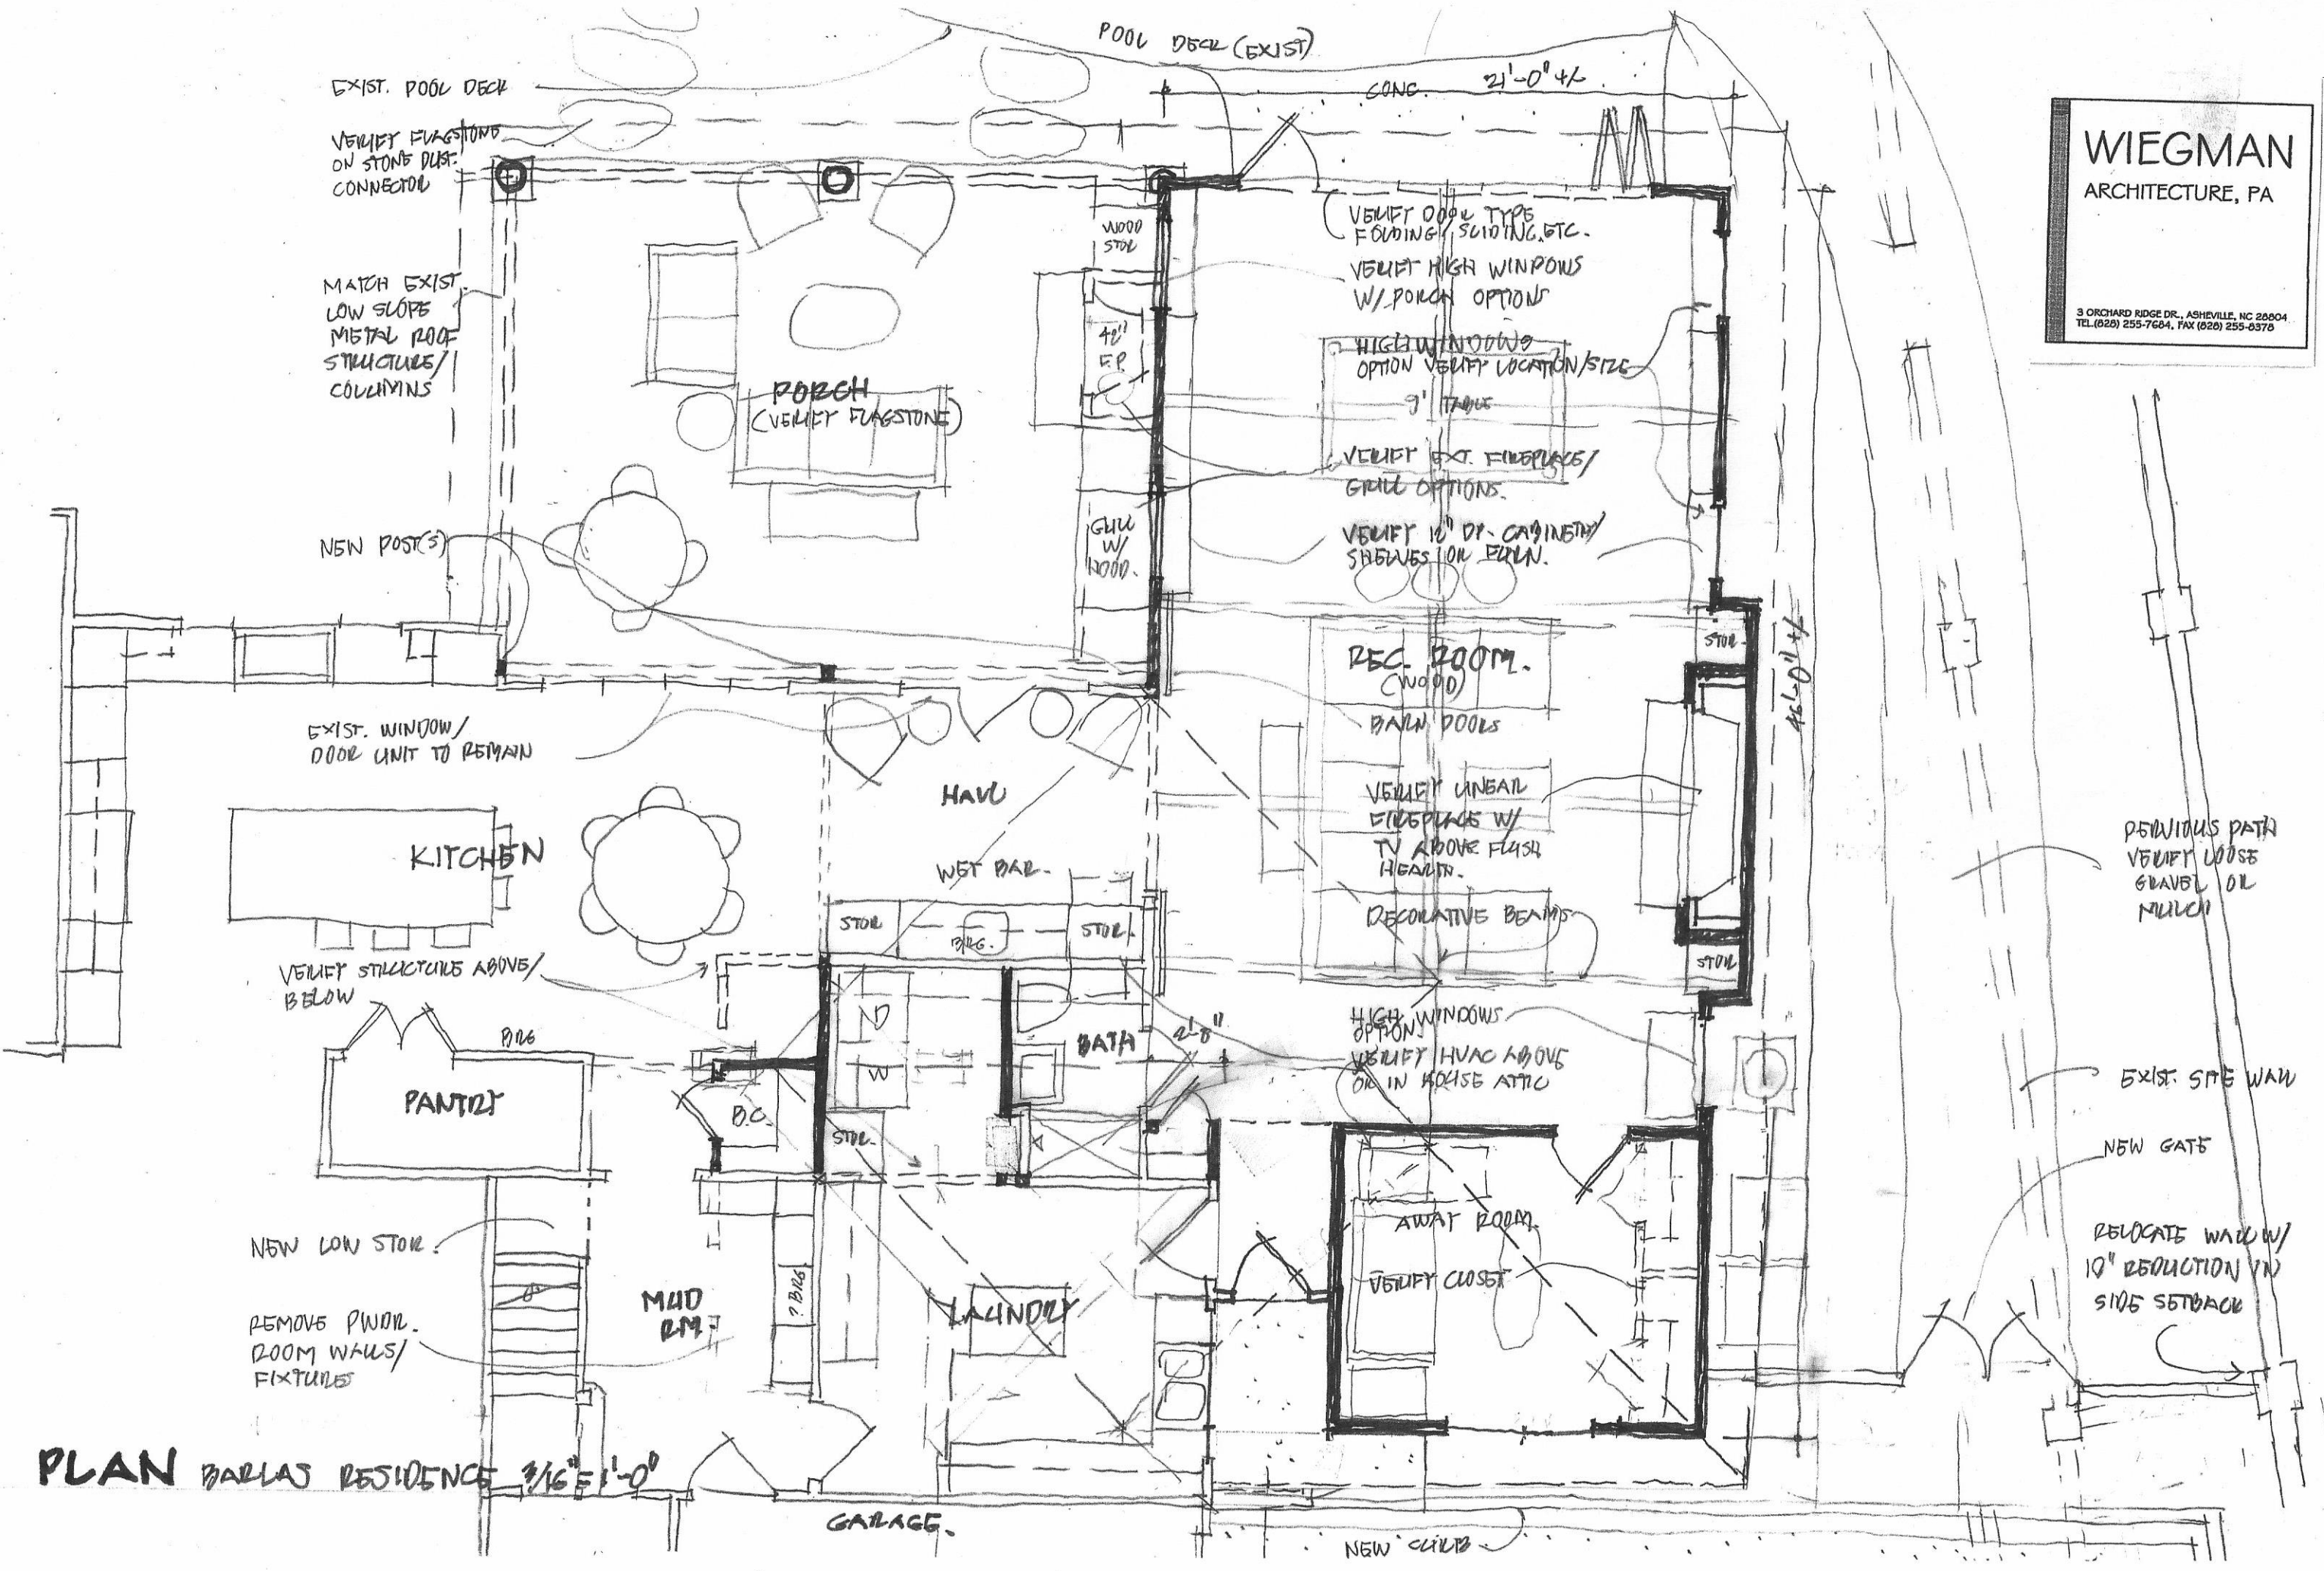 POOL DECK (EXIST)
EXIST. POOL DECK
CONC.
21'-0" +/-
VERIFY FLAGSTONE
ON STONE DUST.
CONNECTOR
WIEGMAN
ARCHITECTURE, PA
3 ORCHARD RIDGE DR., ASHEVILLE, NC 28804
TEL.(828) 255-7684, FAX (828) 255-8378
MATCH EXIST.
LOW SLOPE
METAL ROOF
STRUCTURE/
COLUMNS
WOOD
STOR
42"
F.P.
GRILL
W/
HOOD.
PORCH
(VERIFY FLAGSTONE)
VERIFY DOOR TYPE
FOLDING/SLIDING, ETC.
VERIFY HIGH WINDOWS
W/ PORCH OPTIONS
HIGH WINDOWS
OPTION VERIFY LOCATION/SIZE
9' TABLE
VERIFY EXT. FIREPLACE/
GRILL OPTIONS.
VERIFY 12" DP. CABINETRY/
SHELVES OR FURN.
NEW POST(S)
STOR.
REC. ROOM.
(WOOD)
46'-0" +/-
BARN DOORS
EXIST. WINDOW/
DOOR UNIT TO REMAIN
HALL
VERIFY LINEAR
FIREPLACE W/
TV ABOVE FLUSH
HEARTH.
KITCHEN
WET BAR.
STOR
BRG.
STOR.
DECORATIVE BEAMS
STOR
PERVIOUS PATH
VERIFY LOOSE
GRAVEL OR
MULCH
VERIFY STRUCTURE ABOVE/
BELOW
BRG
D
W
BATH
2'-8"
HIGH WINDOWS
OPTION
VERIFY HVAC ABOVE
OR IN HOUSE ATTIC
EXIST. SITE WALL
PANTRY
B.C.
STOR.
NEW GATE
AWAY ROOM.
VERIFY CLOSET
NEW LOW STOR.
RELOCATE WALL W/
10" REDUCTION IN
SIDE SETBACK
MUD
RM.
? BRG
LAUNDRY
REMOVE PWDR.
ROOM WALLS/
FIXTURES
PLAN BARLAS RESIDENCE 3/16"=1'-0"
GARAGE.
NEW CURB